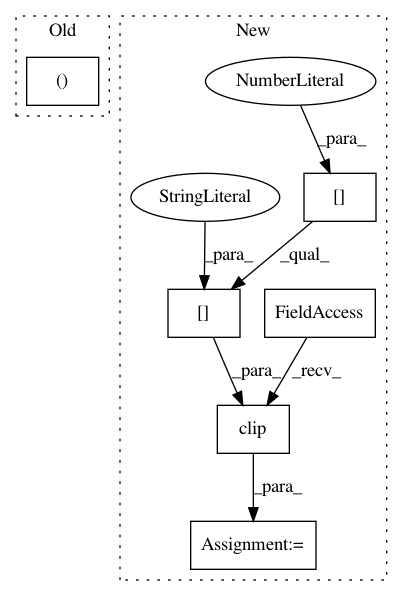 Old
New
()
NumberLiteral
_para_
StringLiteral
[]
_para_
_qual_
[]
FieldAccess
_para_
_recv_
clip
_para_
Assignment:=